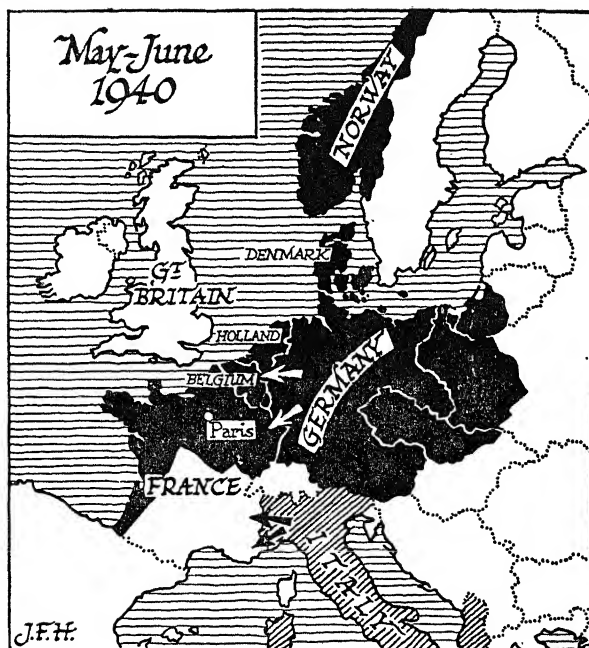 May-June
1940
NORWAY
DENMARK
GT
BRITAIN
HOLLAND
BELGIUM
GERMANY
Paris
FRANCE
ITALY
J.F.H.